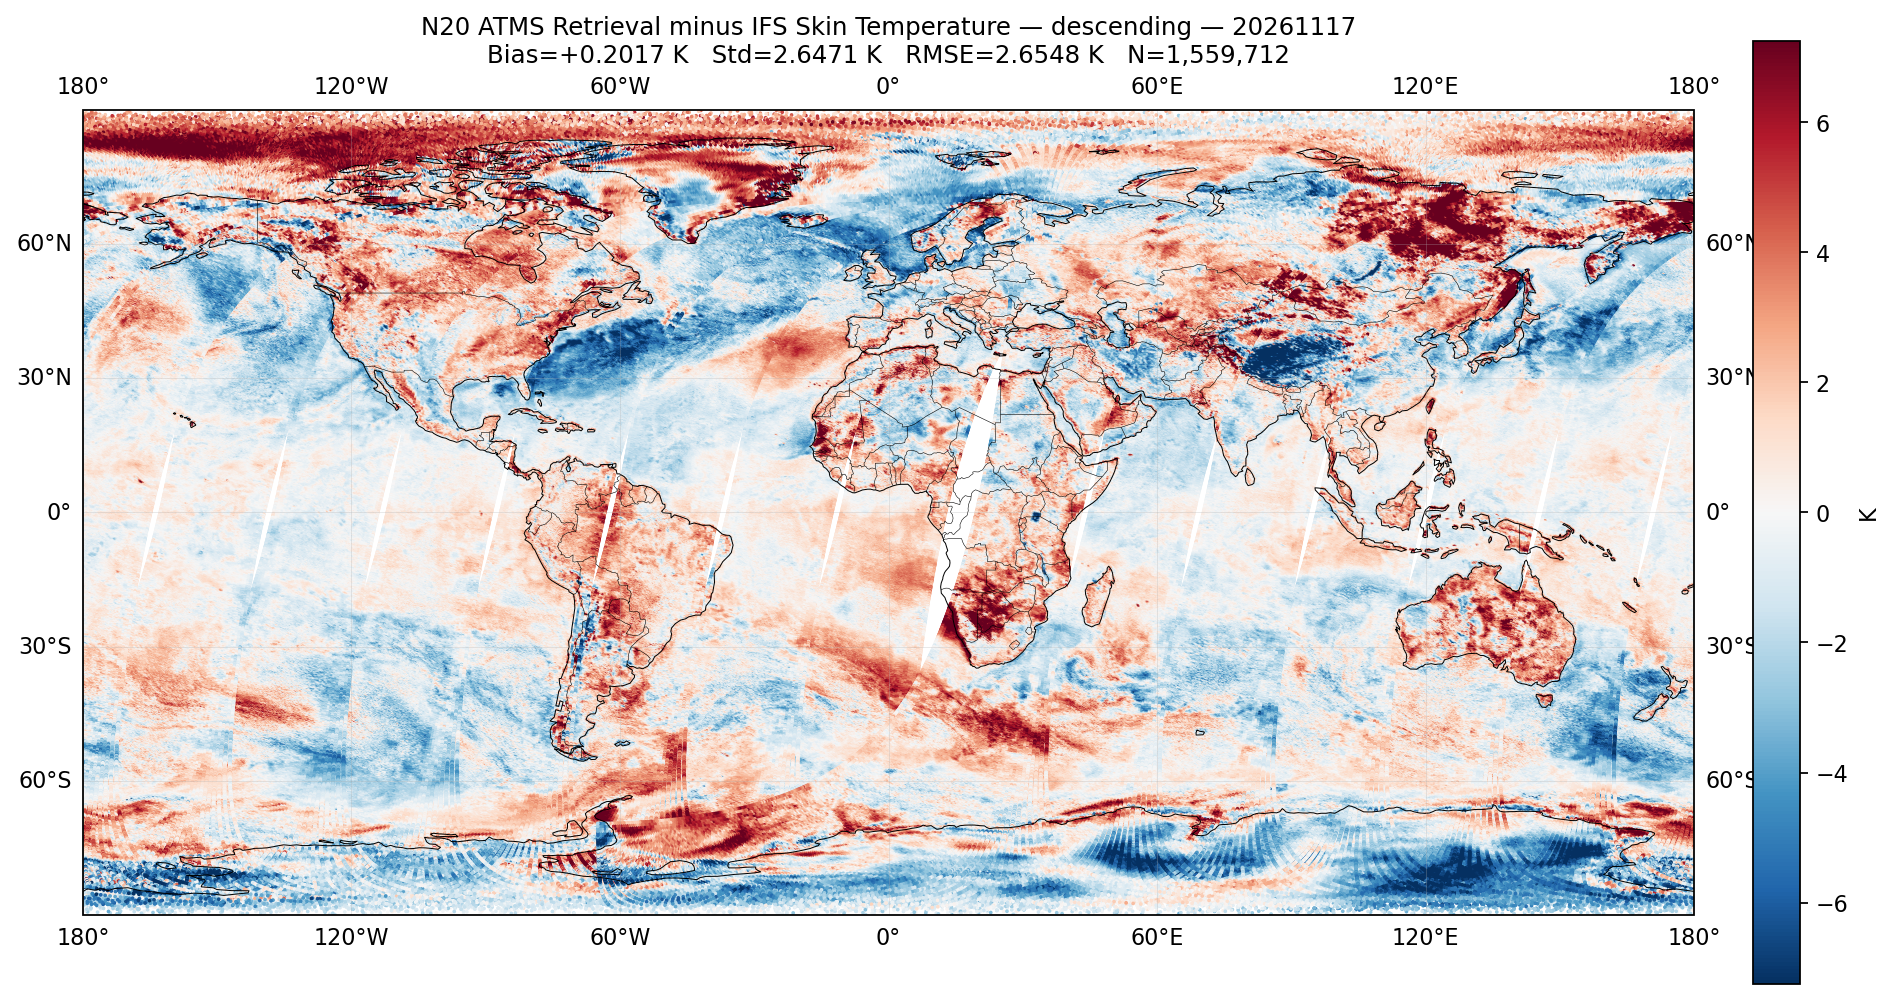 N20 ATMS Retrieval minus IFS Skin Temperature — descending — 20261117
Bias=+0.2017 K   Std=2.6471 K   RMSE=2.6548 K   N=1,559,712
180° 120°W 60°W 0° 60°E 120°E 180°
60°N 60°N
30°N 30°N
0° 0°
30°S 30°S
60°S 60°S
180° 120°W 60°W 0° 60°E 120°E 180°
6
4
2
0
−2
−4
−6
K